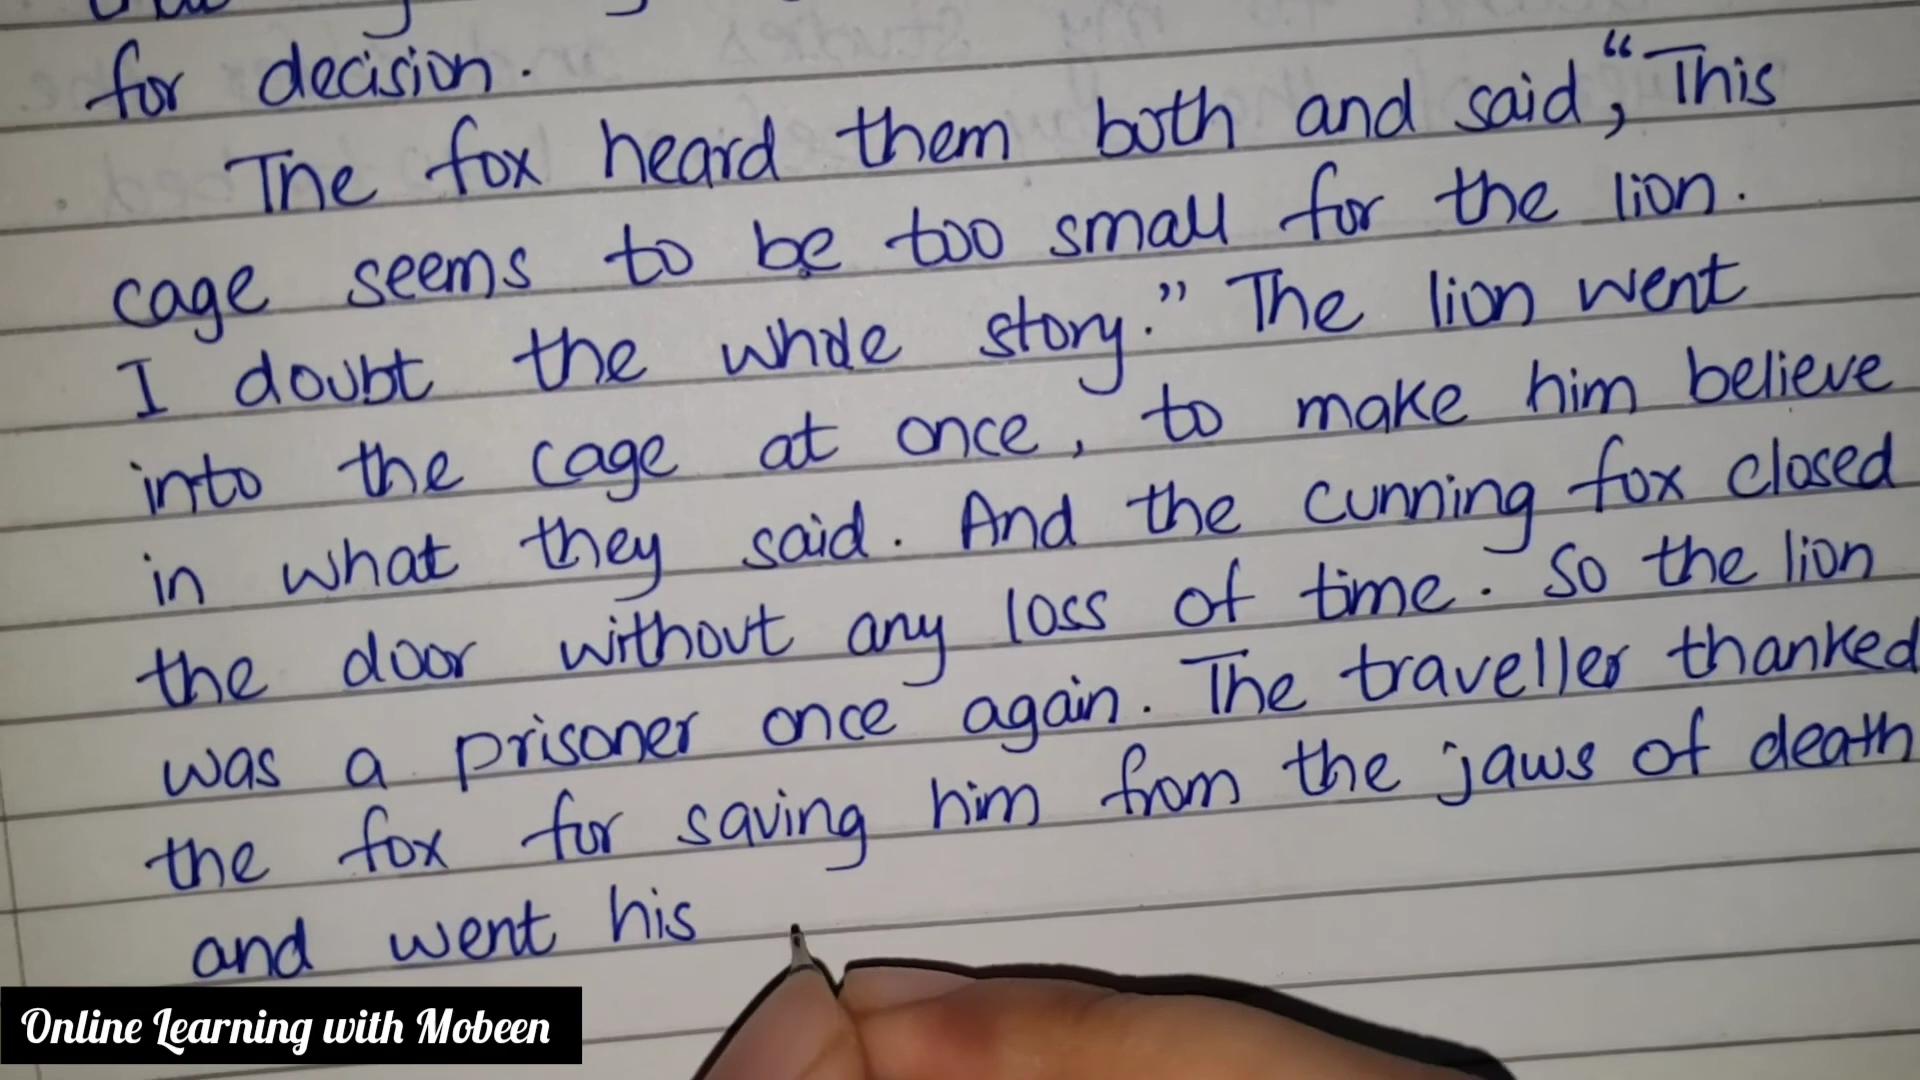 for decision.
The fox heard them both and said, “This
cage seems to be too small for the lion.
I doubt the whole story.” The lion went
into the cage at once, to make him believe
in what they said. And the cunning fox closed
the door without any loss of time. So the lion
was a prisoner once again. The traveller thanked
the fox for saving him from the jaws of death
and went his
Online Learning with Mobeen